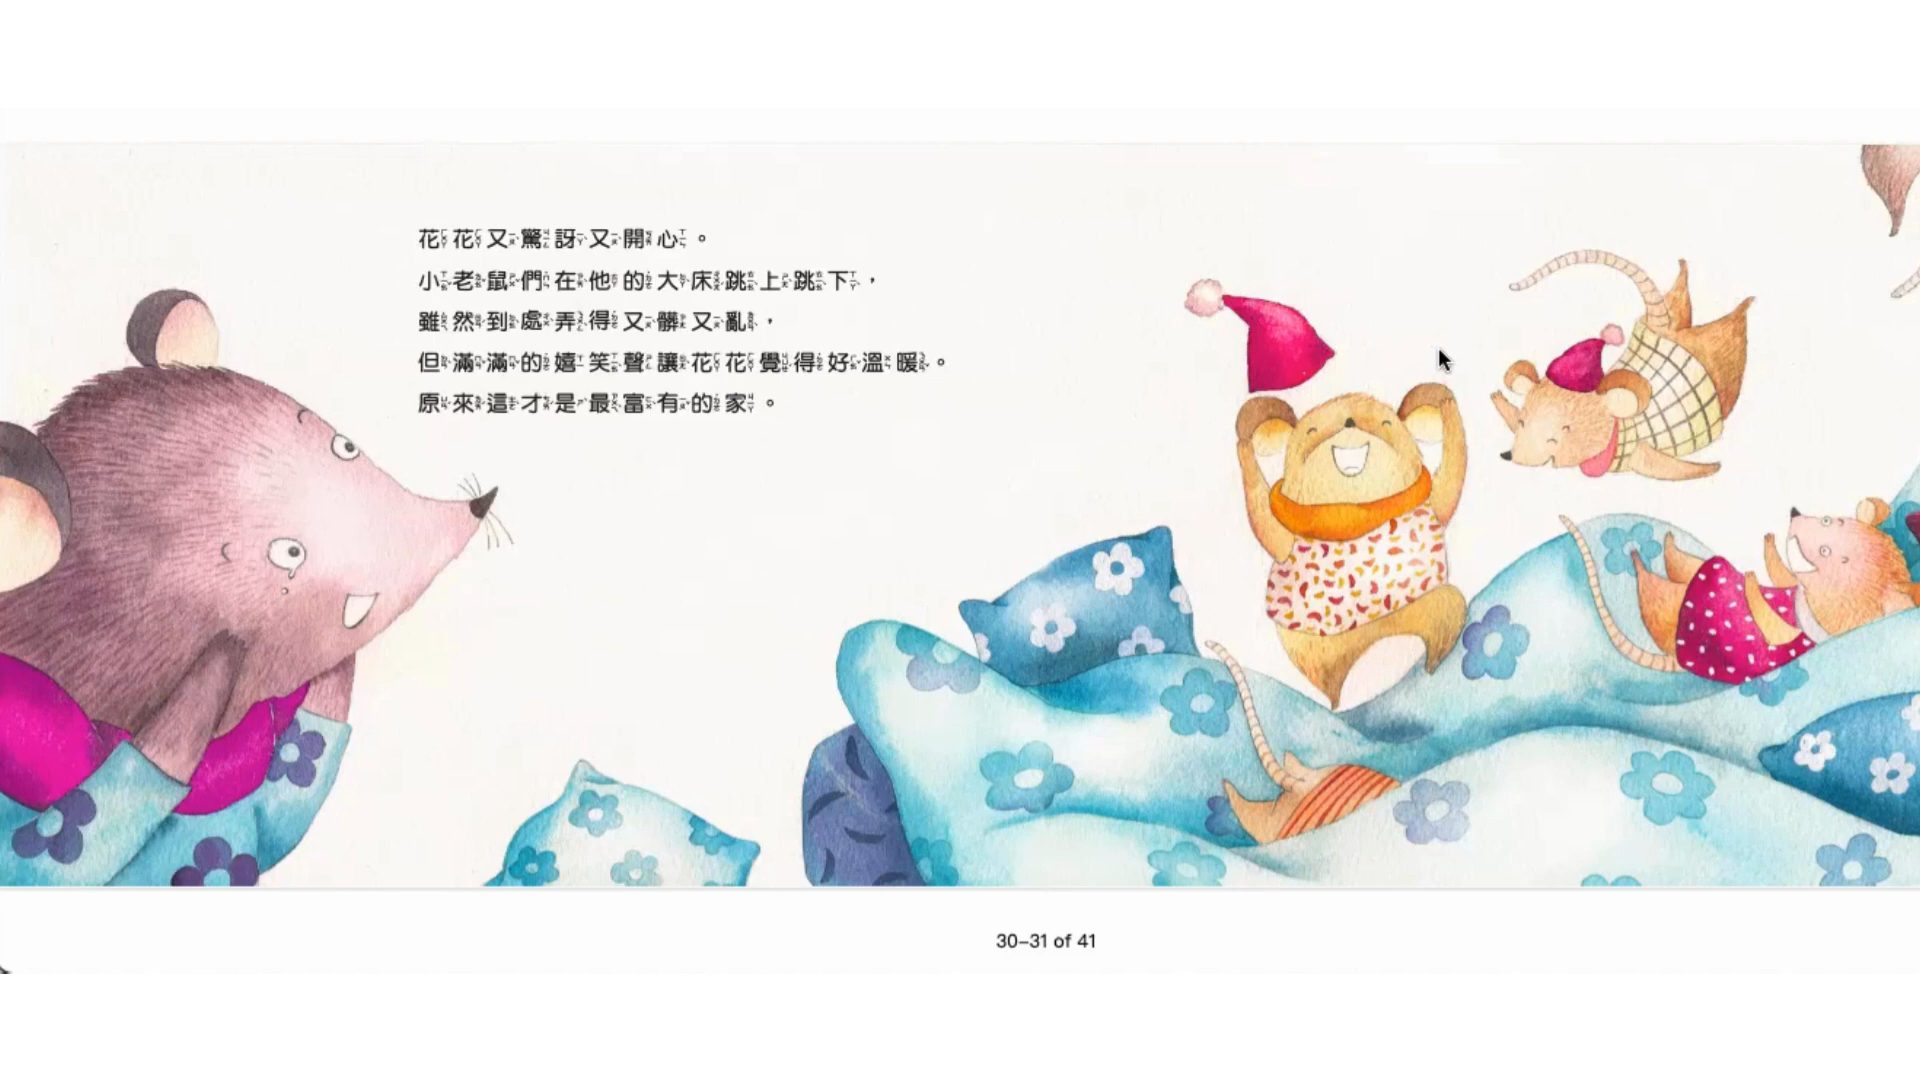 花花又驚訝又開心。
小老鼠們在他的大床跳上跳下，
雖然到處弄得又髒又亂，
但滿滿的嬉笑聲讓花花覺得好溫暖。
原來這才是最富有的家。
30–31 of 41